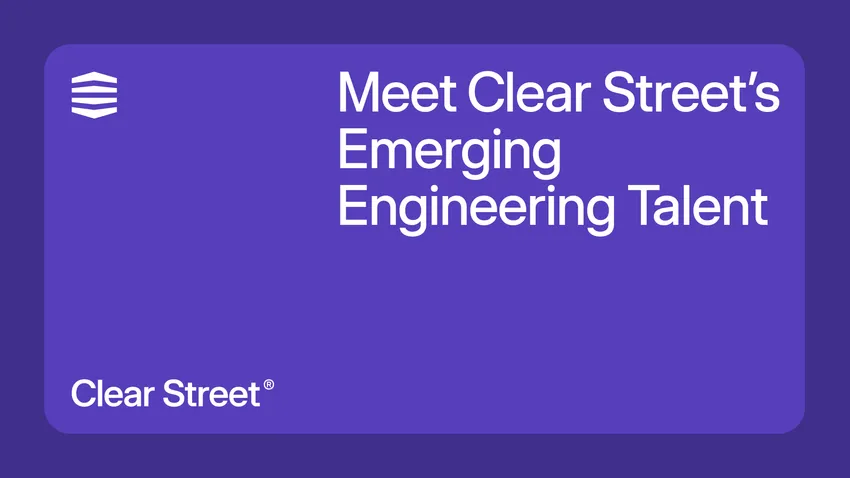 Meet Clear Street’s
Emerging
Engineering Talent
Clear Street®